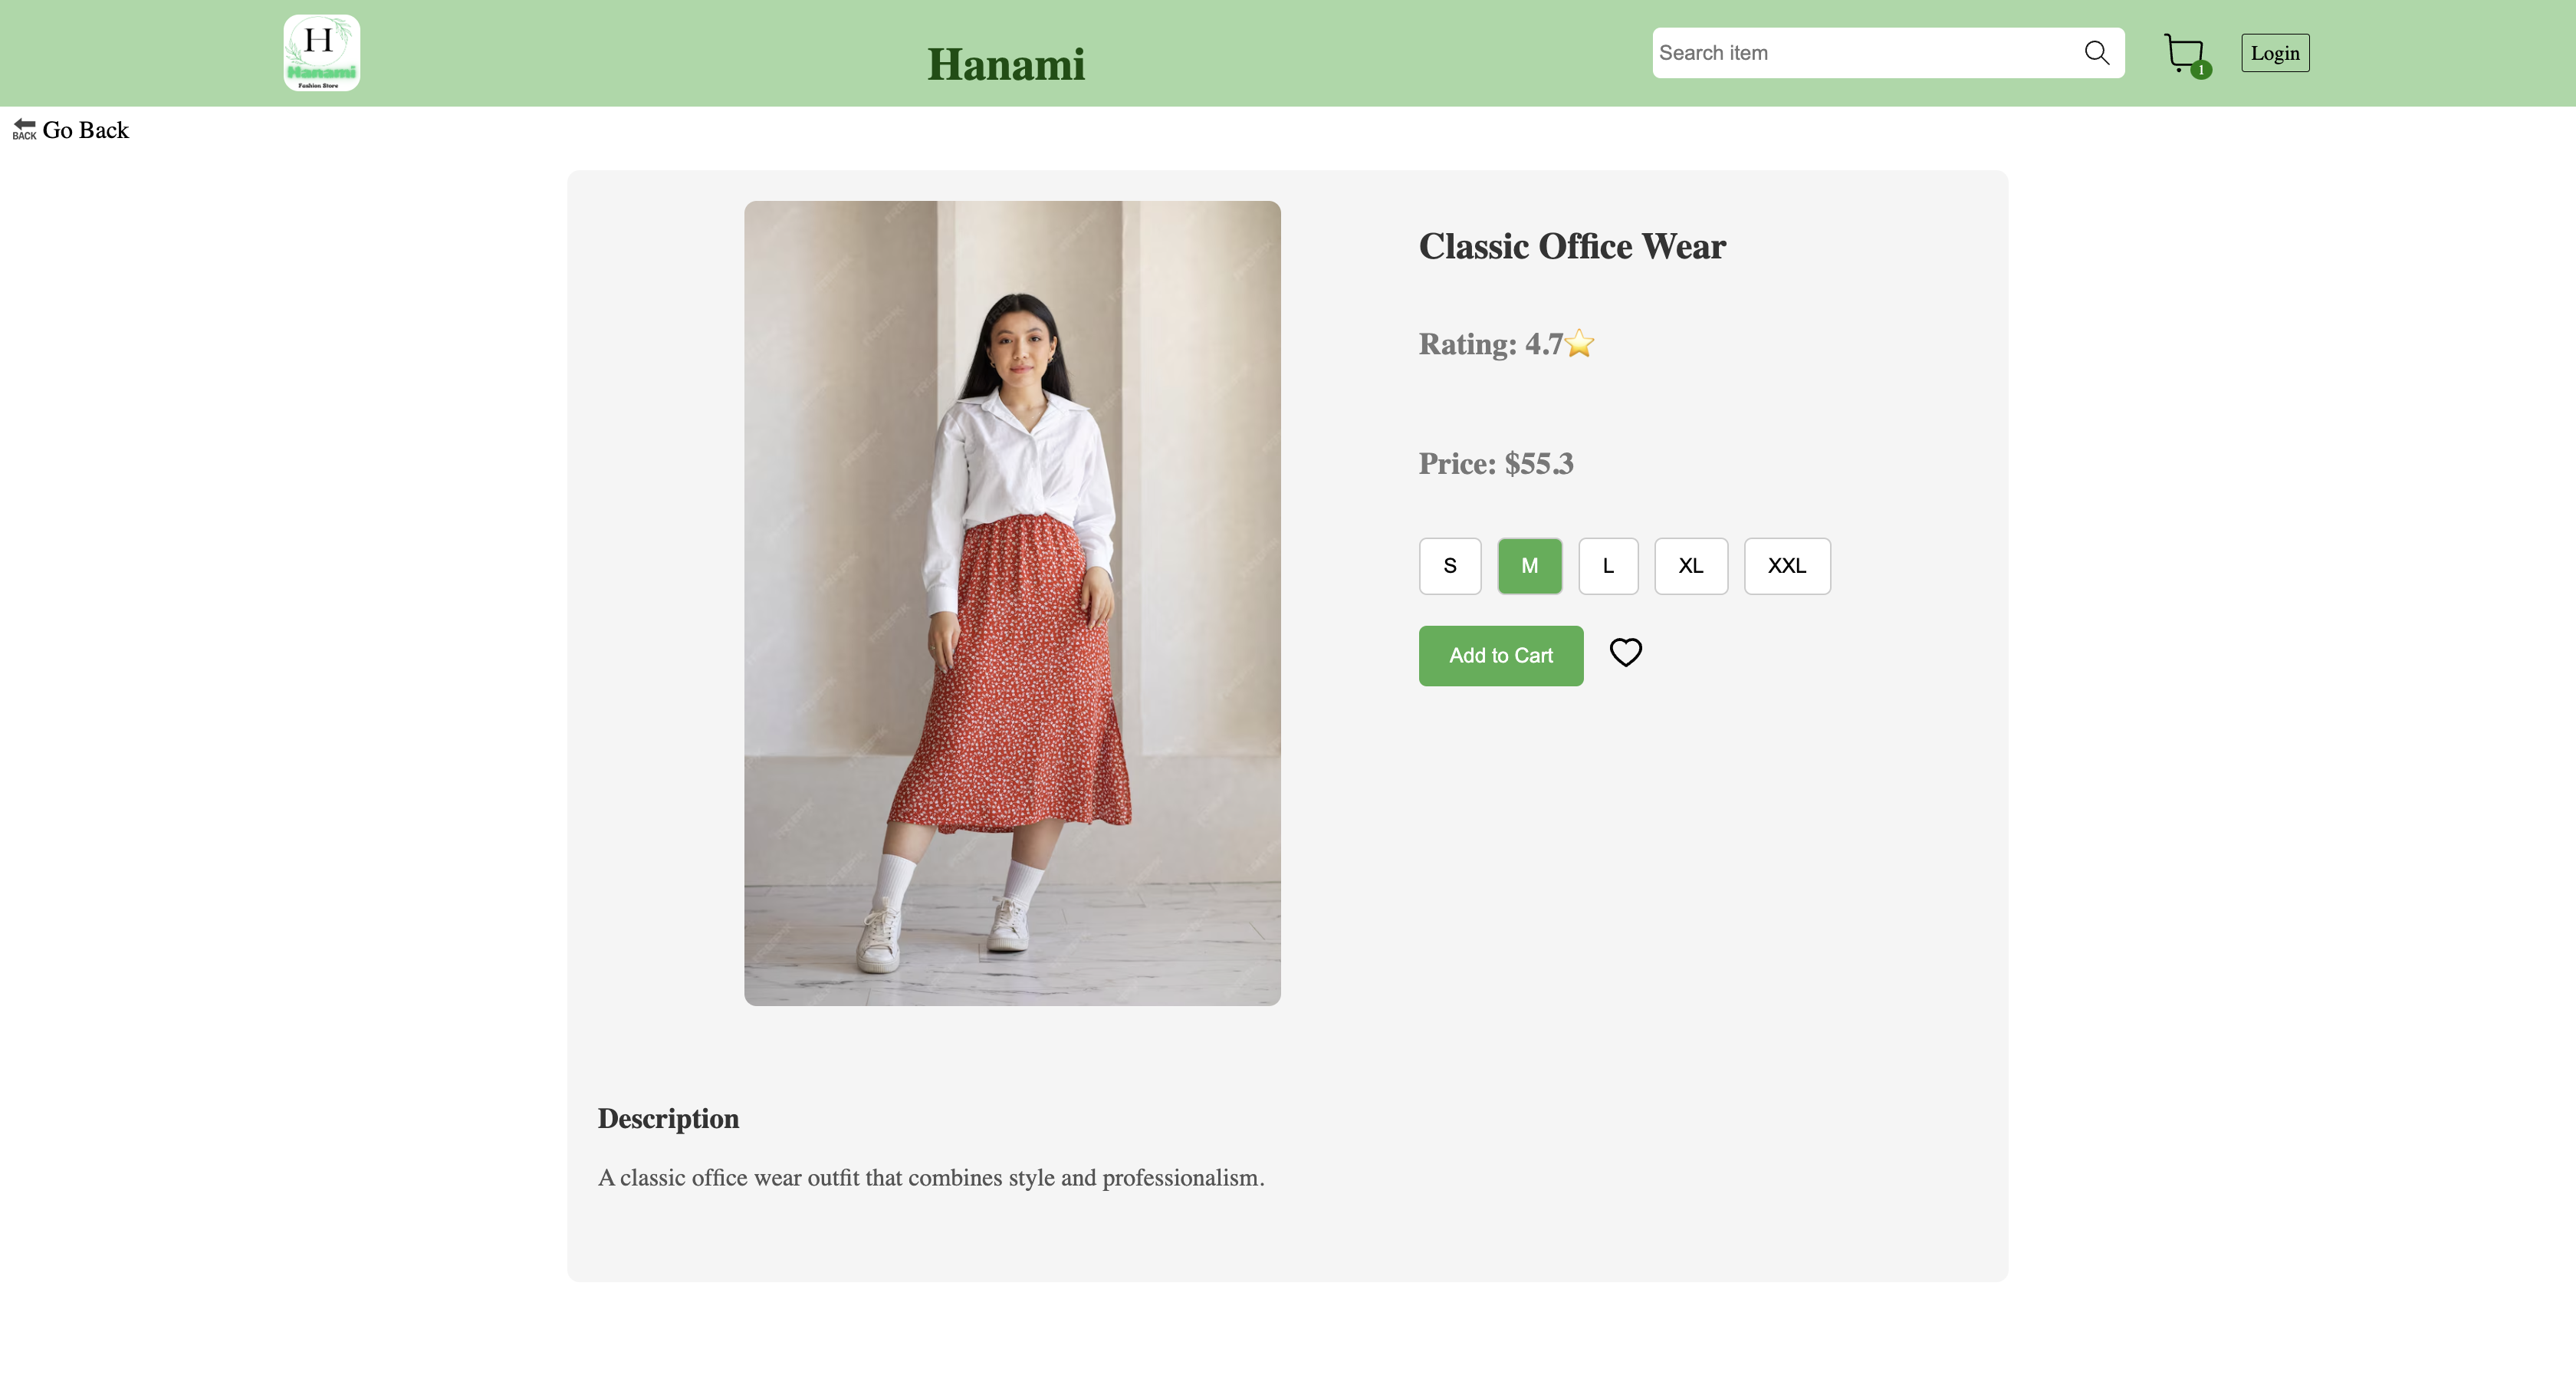 H
Hanami
Fashion Store
Hanami
Search item
1
Login
BACK Go Back
Classic Office Wear
Rating: 4.7⭐
Price: $55.3
S M L XL XXL
Add to Cart
Description
A classic office wear outfit that combines style and professionalism.